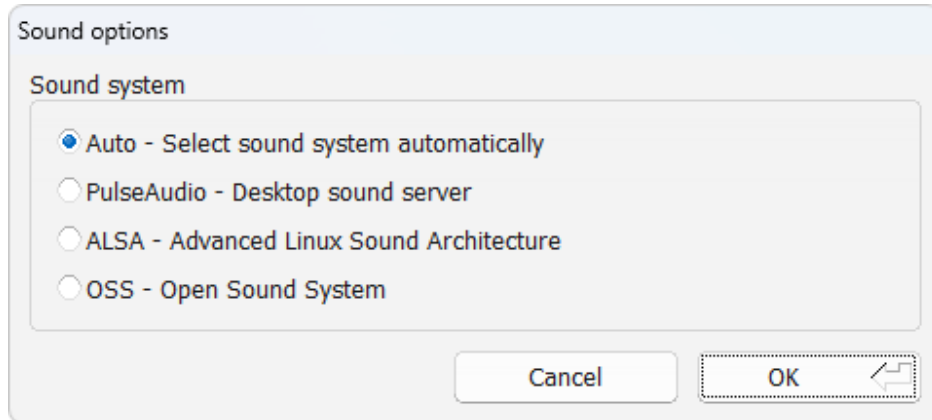 Sound options
Sound system
Auto - Select sound system automatically
PulseAudio - Desktop sound server
ALSA - Advanced Linux Sound Architecture
OSS - Open Sound System
Cancel OK